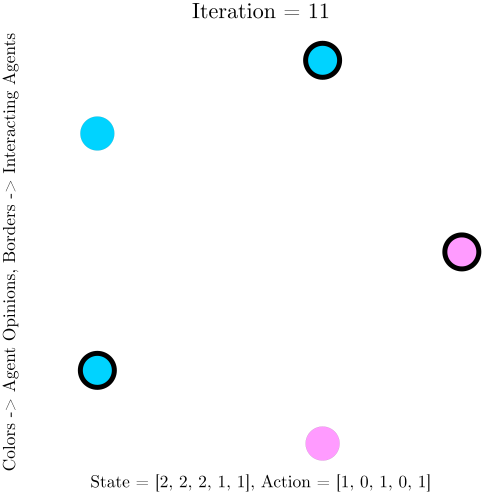 Iteration = 11
Colors -> Agent Opinions, Borders -> Interacting Agents
State = [2, 2, 2, 1, 1], Action = [1, 0, 1, 0, 1]